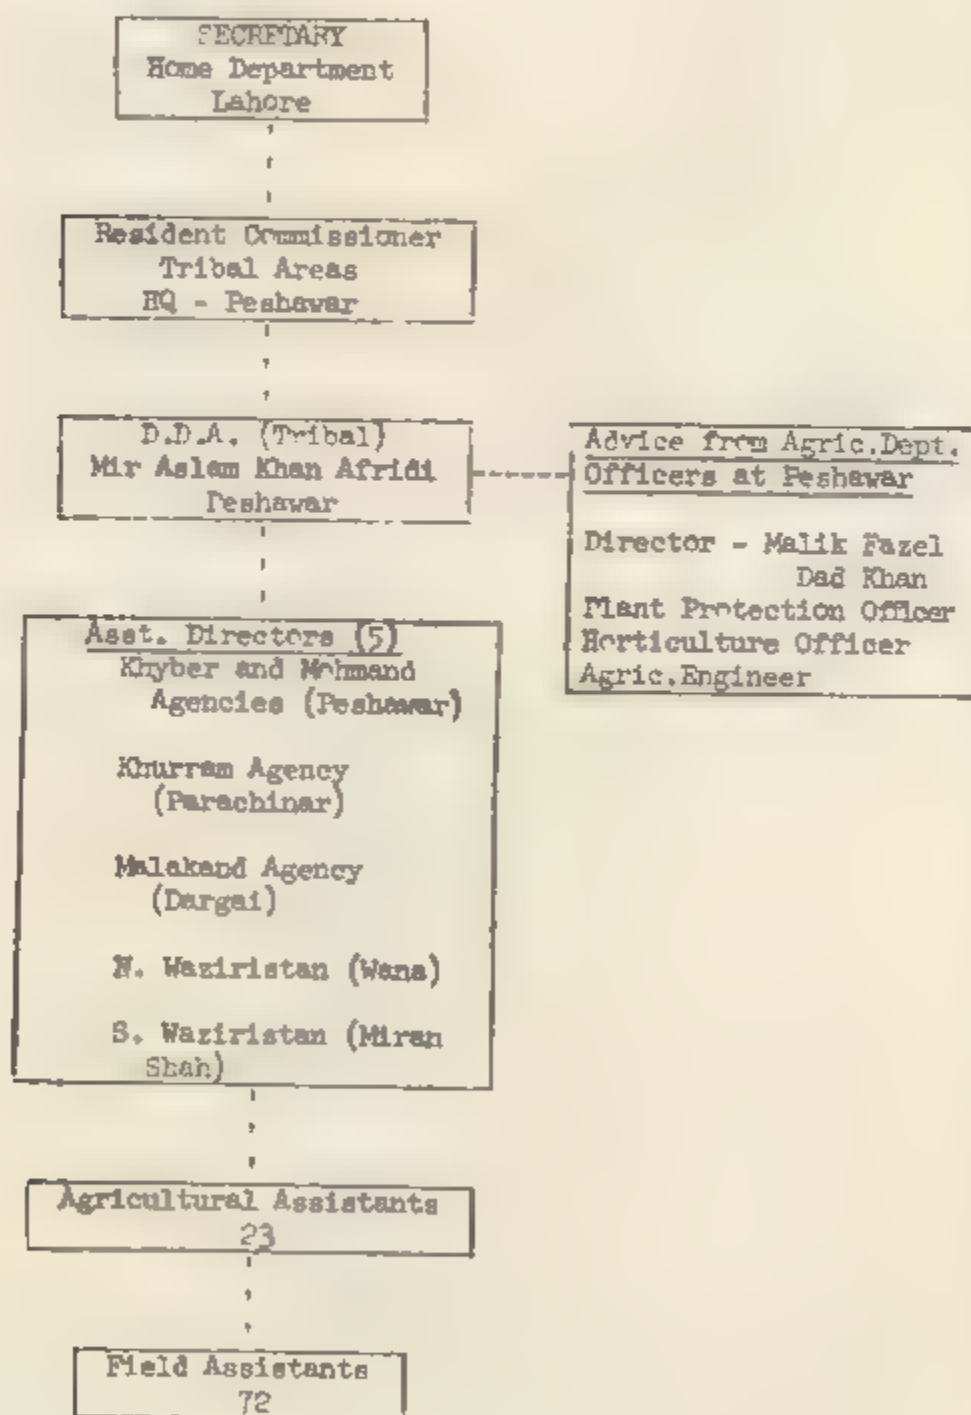 SECRETARY
Home Department
Lahore
Resident Commissioner
Tribal Areas
HQ - Peshawar
D.D.A. (Tribal)
Mir Aslam Khan Afridi
Peshawar
Advice from Agric.Dept.
Officers at Peshawar
Director - Malik Fazel
Dad Khan
Plant Protection Officer
Horticulture Officer
Agric.Engineer
Asst. Directors (5)
Khyber and Mohmand
Agencies (Peshawar)
Khurram Agency
(Parachinar)
Malakand Agency
(Dargai)
N. Waziristan (Wana)
S. Waziristan (Miran
Shah)
Agricultural Assistants
23
Field Assistants
72